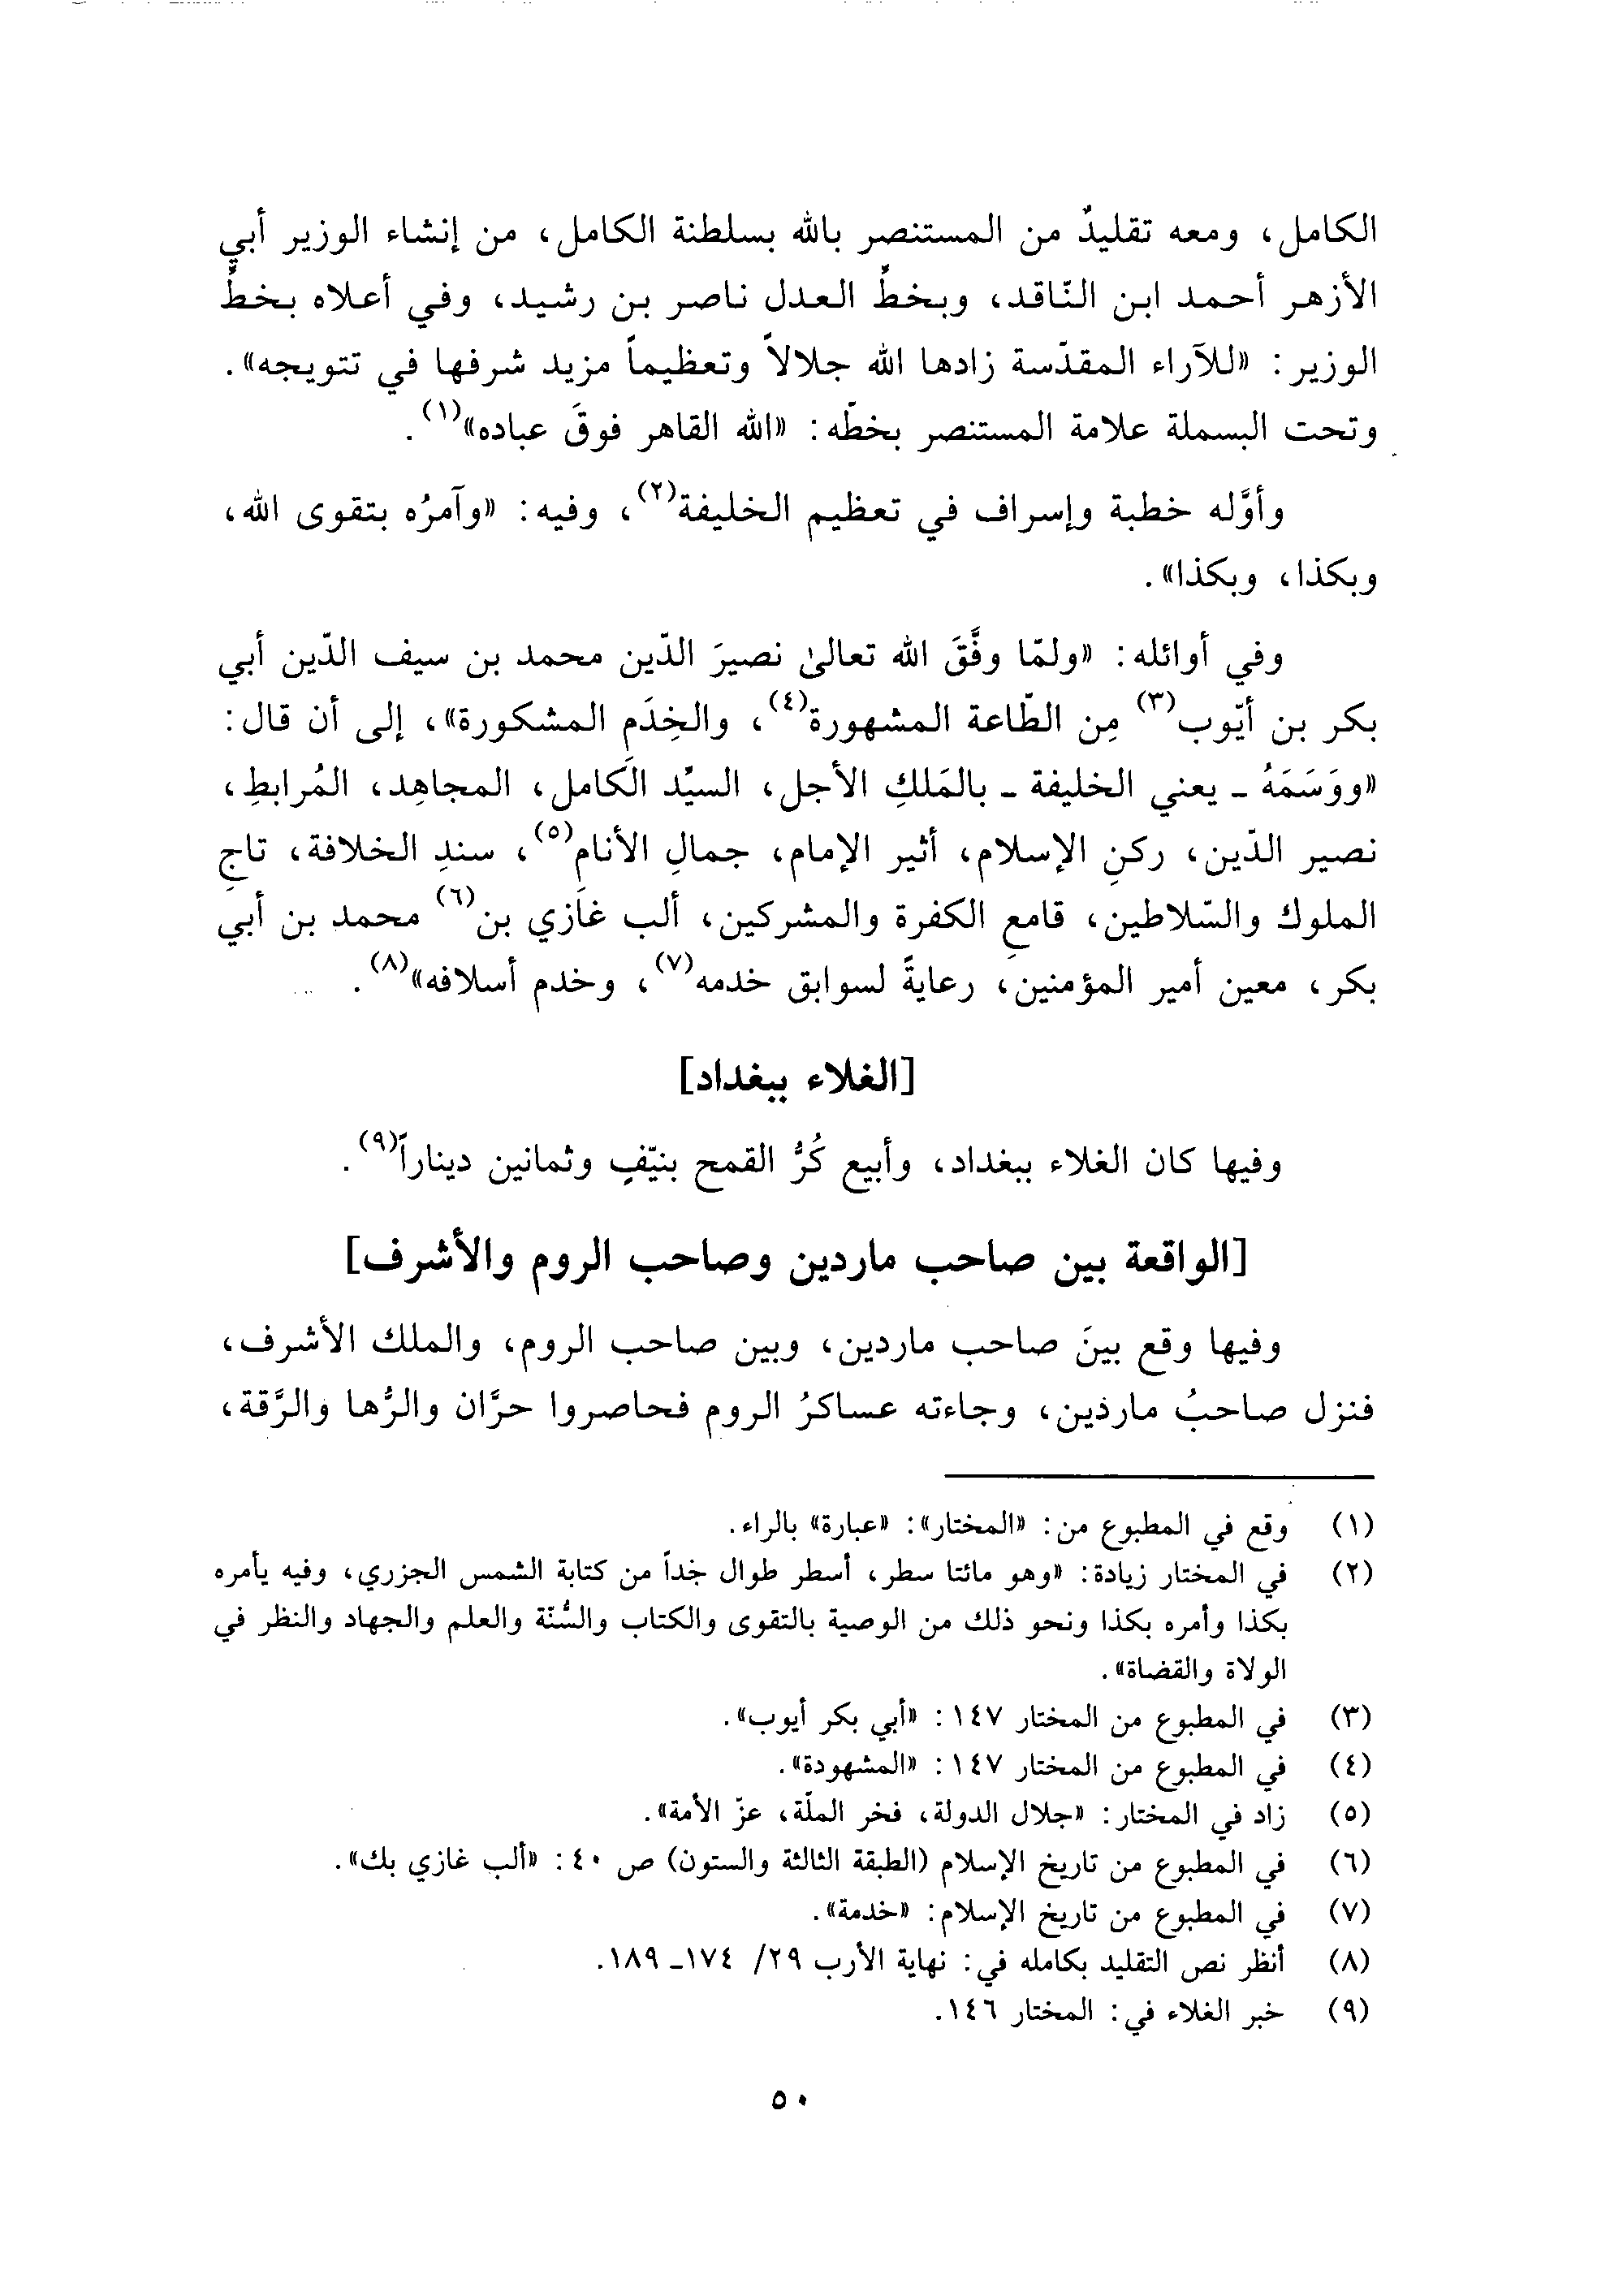 الكامل، ومعه تقليدٌ من المستنصر بالله بسلطنة الكامل، من إنشاء الوزير أبي
الأزهر أحمد ابن النّاقد، وبخطِّ العدل ناصر بن رشيد، وفي أعلاه بخطِّ
الوزير: «للآراء المقدّسة زادها الله جلالاً وتعظيماً مزيد شرفها في تتويجه».
وتحت البسملة علامة المستنصر بخطّه: «الله القاهر فوقَ عباده»(١).
وأوَّله خطبة وإسراف في تعظيم الخليفة(٢)، وفيه: «وآمرُه بتقوى الله،
وبكذا، وبكذا».
وفي أوائله: «ولمّا وفَّقَ الله تعالىٰ نصيرَ الدّين محمد بن سيف الدّين أبي
بكر بن أيّوب(٣) مِن الطّاعة المشهورة(٤)، والخِدَمِ المشكورة»، إلى أن قال:
«ووَسَمَهُ ـ يعني الخليفة ـ بالمَلكِ الأجل، السيِّد الكامل، المجاهِد، المُرابطِ،
نصير الدّين، ركنِ الإسلام، أثير الإمام، جمالِ الأنام(٥)، سندِ الخلافة، تاجِ
الملوك والسّلاطين، قامعِ الكفرة والمشركين، ألب غازي بن(٦) محمد بن أبي
بكر، معين أمير المؤمنين، رعايةً لسوابق خدمه(٧)، وخدم أسلافه»(٨).
[الغلاء ببغداد]
وفيها كان الغلاء ببغداد، وأبيع كُرُّ القمح بنيّفٍ وثمانين ديناراً(٩).
[الواقعة بين صاحب ماردين وصاحب الروم والأشرف]
وفيها وقع بينَ صاحب ماردين، وبين صاحب الروم، والملك الأشرف،
فنزل صاحبُ ماردين، وجاءته عساكرُ الروم فحاصروا حرَّان والرُّها والرَّقة،
(١) وقع في المطبوع من: «المختار»: «عبارة» بالراء.
(٢) في المختار زيادة: «وهو مائتا سطر، أسطر طوال جداً من كتابة الشمس الجزري، وفيه يأمره
بكذا وأمره بكذا ونحو ذلك من الوصية بالتقوى والكتاب والسُّنّة والعلم والجهاد والنظر في
الولاة والقضاة».
(٣) في المطبوع من المختار ١٤٧: «أبي بكر أيوب».
(٤) في المطبوع من المختار ١٤٧: «المشهودة».
(٥) زاد في المختار: «جلال الدولة، فخر الملّة، عزّ الأمة».
(٦) في المطبوع من تاريخ الإسلام (الطبقة الثالثة والستون) ص ٤٠: «ألب غازي بك».
(٧) في المطبوع من تاريخ الإسلام: «خدمة».
(٨) أنظر نص التقليد بكامله في: نهاية الأرب ٢٩/ ١٧٤ـ ١٨٩.
(٩) خبر الغلاء في: المختار ١٤٦.
٥٠